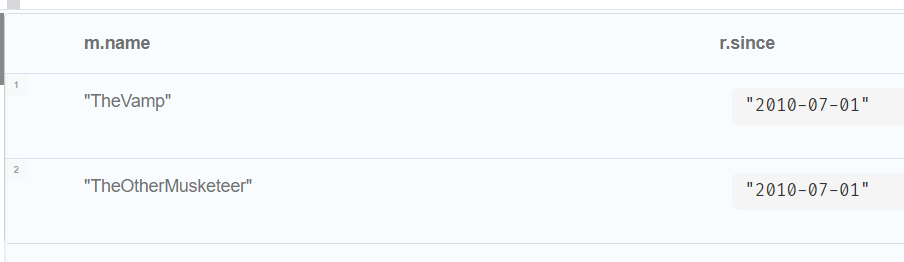 m.name r.since
1 "TheVamp" "2010-07-01"
2 "TheOtherMusketeer" "2010-07-01"